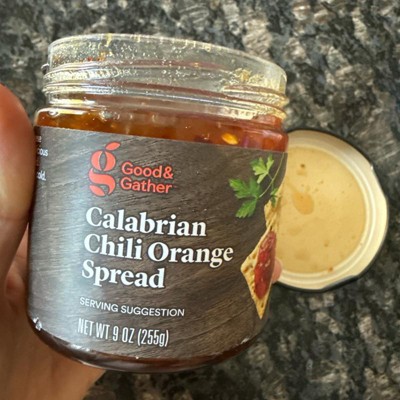 Good&
Gather
Calabrian
Chili Orange
Spread
SERVING SUGGESTION
NET WT 9 OZ (255g)